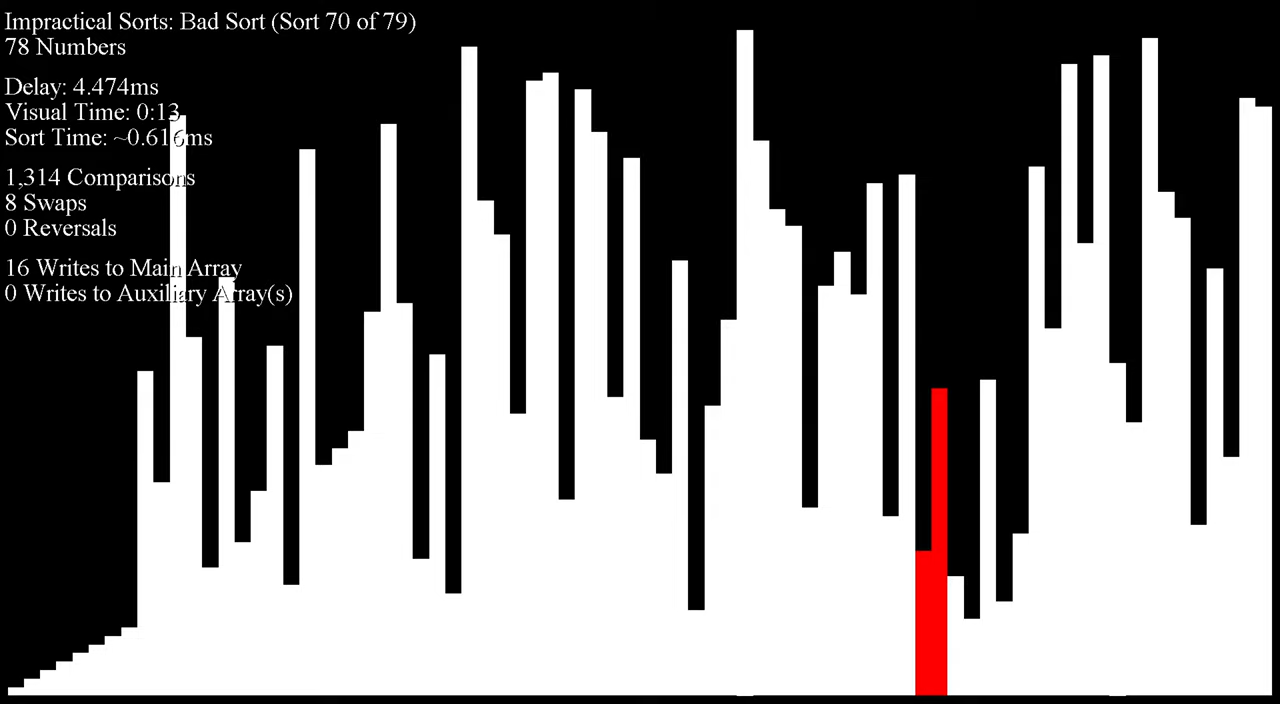 Impractical Sorts: Bad Sort (Sort 70 of 79)
78 Numbers
Delay: 4.474ms
Visual Time: 0:13
Sort Time: ~0.616ms
1,314 Comparisons
8 Swaps
0 Reversals
16 Writes to Main Array
0 Writes to Auxiliary Array(s)